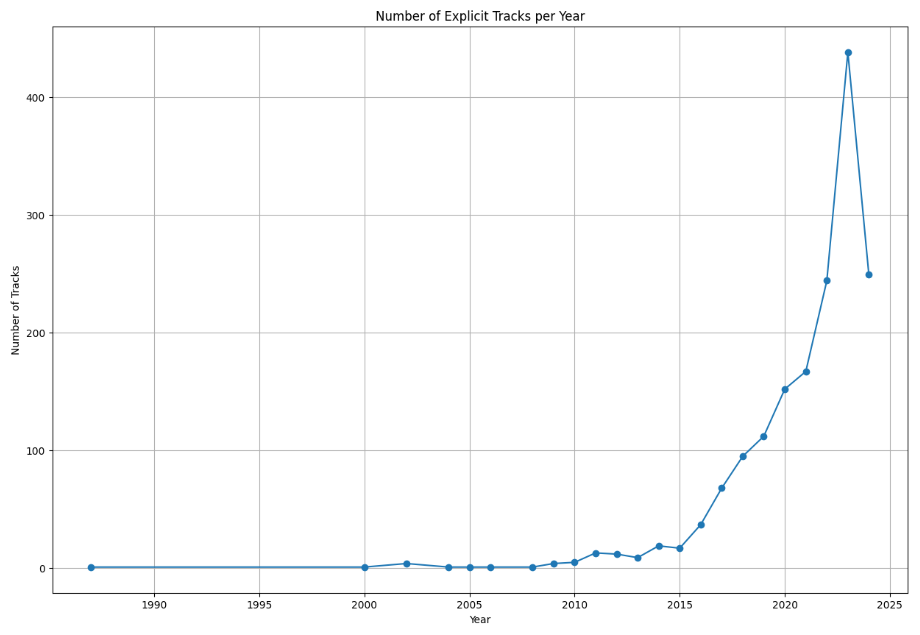 Number of Explicit Tracks per Year
Number of Tracks
400
300
200
100
0
1990 1995 2000 2005 2010 2015 2020 2025
Year